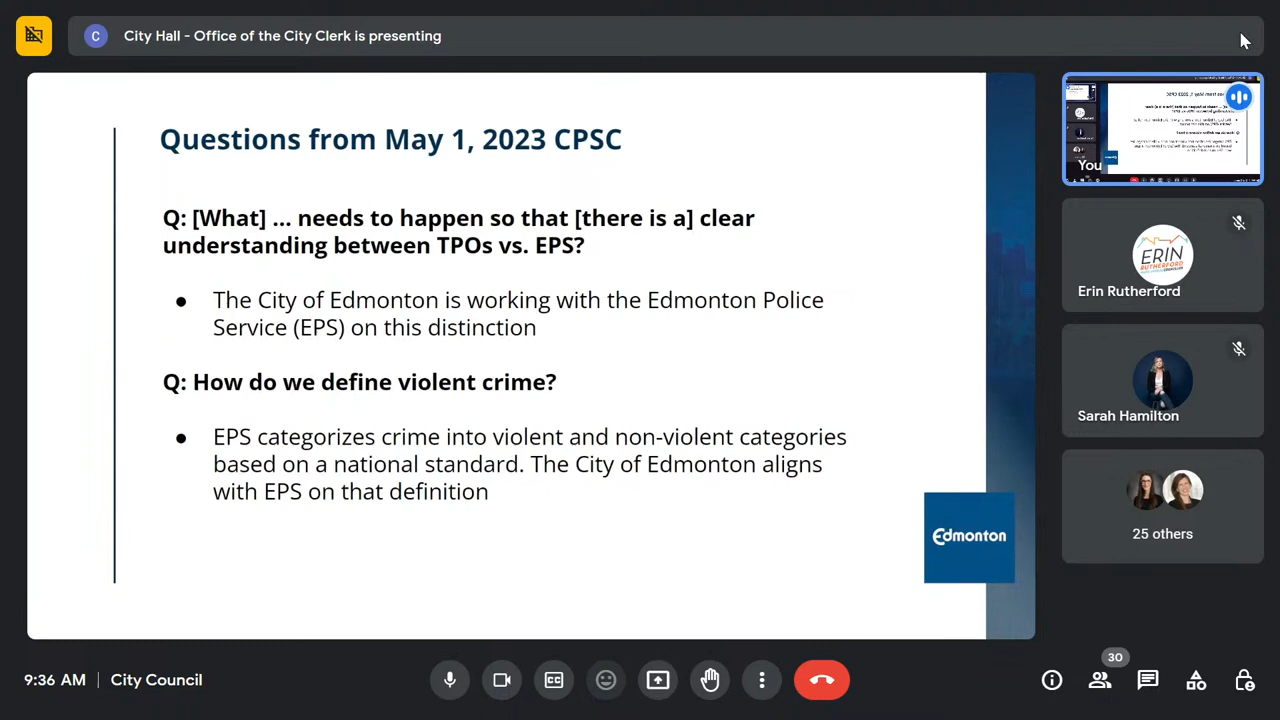 C
City Hall - Office of the City Clerk is presenting
Questions from May 1, 2023 CPSC
Q: [What] ... needs to happen so that [there is a] clear
understanding between TPOs vs. EPS?
● The City of Edmonton is working with the Edmonton Police
Service (EPS) on this distinction
Q: How do we define violent crime?
● EPS categorizes crime into violent and non-violent categories
based on a national standard. The City of Edmonton aligns
with EPS on that definition
Edmonton
You
ERIN
RUTHERFORD
Erin Rutherford
Sarah Hamilton
25 others
9:36 AM | City Council
CC
30